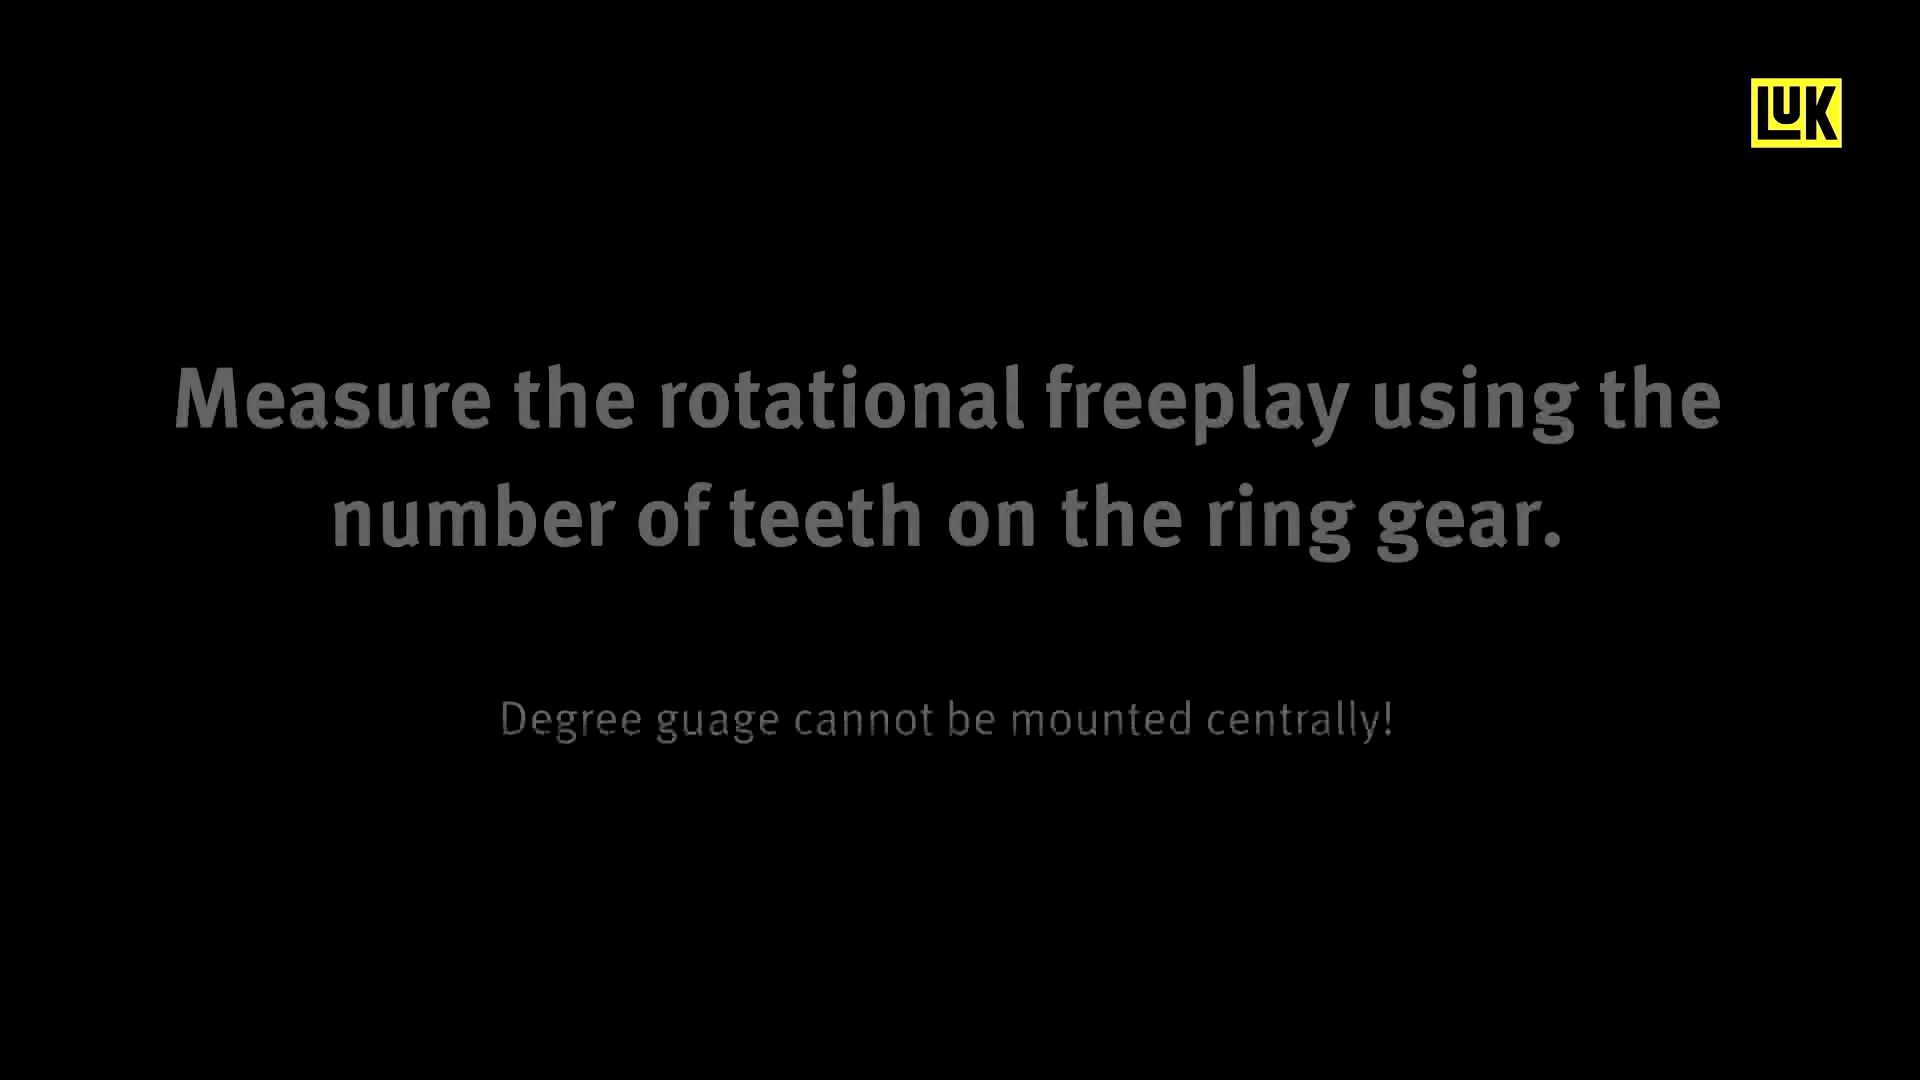 LUK
Measure the rotational freeplay using the
number of teeth on the ring gear.
Degree guage cannot be mounted centrally!